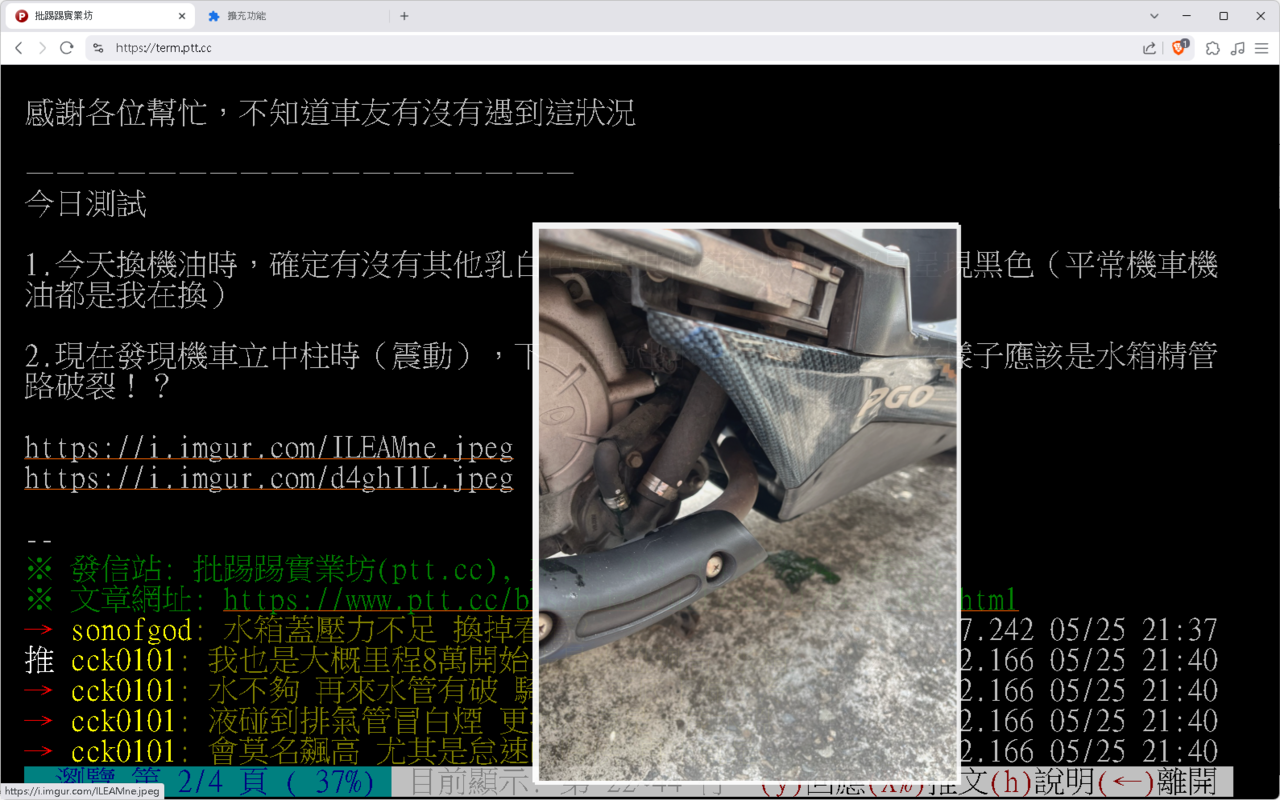 批踢踢實業坊
擴充功能
https://term.ptt.cc
1
感謝各位幫忙，不知道車友有沒有遇到這狀況
——————————————————
今日測試
1.今天換機油時，確定有沒有其他乳白
現黑色（平常機車機
油都是我在換）
2.現在發現機車立中柱時（震動），下
樣子應該是水箱精管
路破裂！？
https://i.imgur.com/ILEAMne.jpeg
https://i.imgur.com/d4ghI1L.jpeg
PGO
--
※ 發信站: 批踢踢實業坊(ptt.cc),
※ 文章網址: https://www.ptt.cc/b
html
→ sonofgod: 水箱蓋壓力不足 換掉看
7.242 05/25 21:37
推 cck0101: 我也是大概里程8萬開始
2.166 05/25 21:40
→ cck0101: 水不夠 再來水管有破 騎
2.166 05/25 21:40
→ cck0101: 液碰到排氣管冒白煙 更
2.166 05/25 21:40
→ cck0101: 會莫名飆高 尤其是怠速
2.166 05/25 21:40
瀏覽 第 2/4 頁 ( 37%) 目前顯示: 第 22~44 行 (y)回應(X%)推文(h)說明(←)離開
https://i.imgur.com/ILEAMne.jpeg